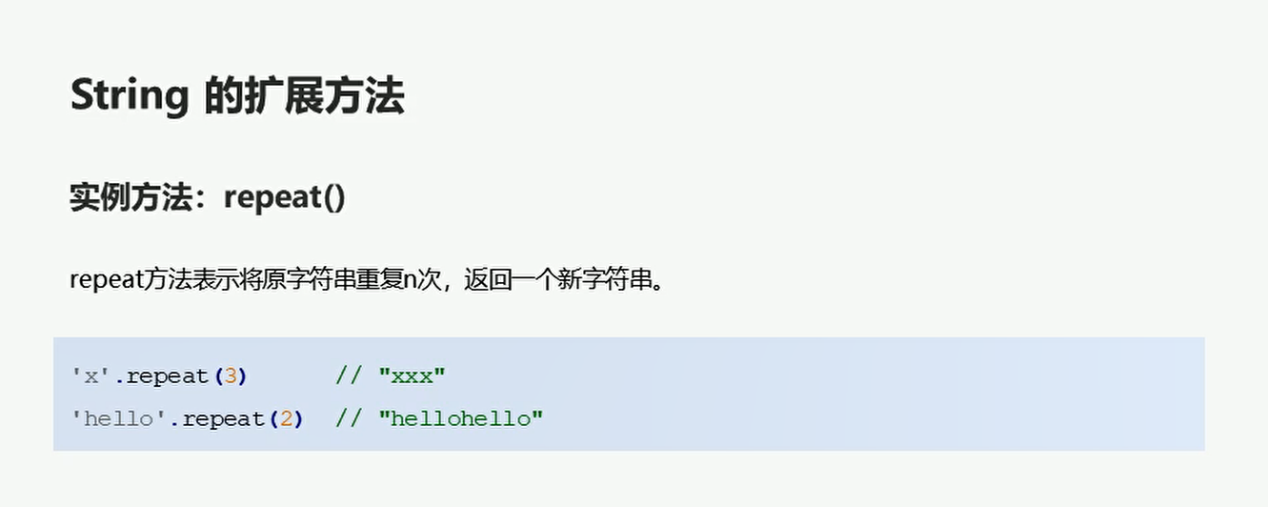 String 的扩展方法
实例方法：repeat()
repeat方法表示将原字符串重复n次，返回一个新字符串。
'x'.repeat(3)      // "xxx"
'hello'.repeat(2)  // "hellohello"